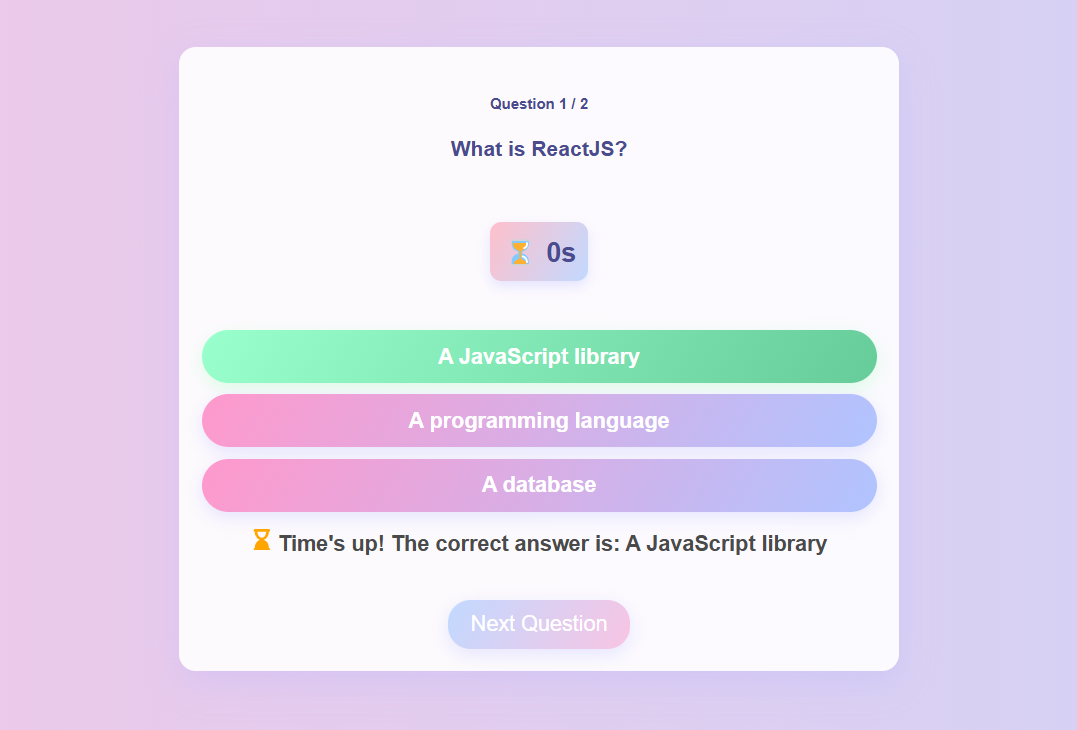 Question 1 / 2
What is ReactJS?
⏳ 0s
A JavaScript library
A programming language
A database
⏳ Time's up! The correct answer is: A JavaScript library
Next Question